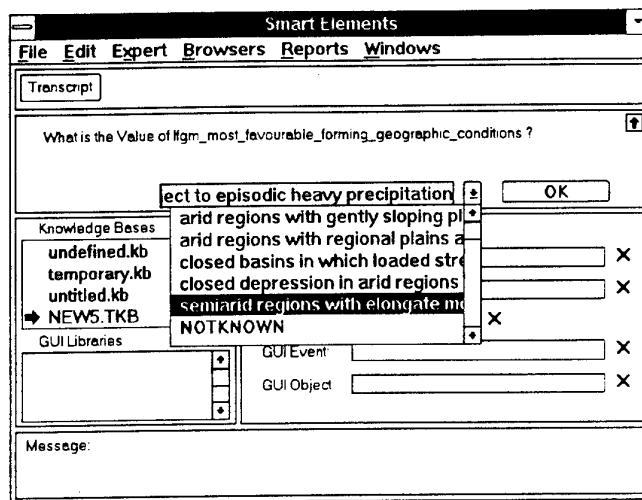 Smart Elements
File Edit Expert Browsers Reports Windows
Transcript
What is the Value of lfgm_most_favourable_forming_geographic_conditions ?
ect to episodic heavy precipitation
OK
arid regions with gently sloping pl
arid regions with regional plains a
closed basins in which loaded stre
closed depression in arid regions
semiarid regions with elongate mo
NOTKNOWN
Knowledge Bases
undefined.kb
temporary.kb
untitled.kb
NEW5.TKB
GUI Libraries
GUI Event
GUI Object
Message: